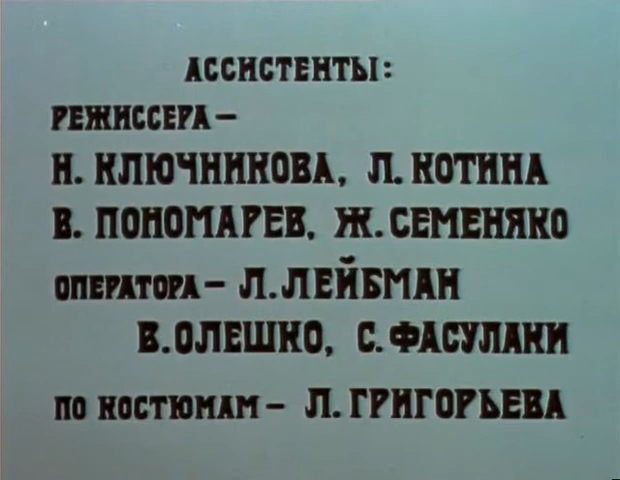 АССИСТЕНТЫ:
РЕЖИССЕРА –
Н. КЛЮЧНИКОВА, Л. КОТИНА
В. ПОНОМАРЕВ, Ж. СЕМЕНЯКО
ОПЕРАТОРА – Л. ЛЕЙБМАН
В. ОЛЕШКО, С. ФАСУЛАКИ
ПО КОСТЮМАМ – Л. ГРИГОРЬЕВА